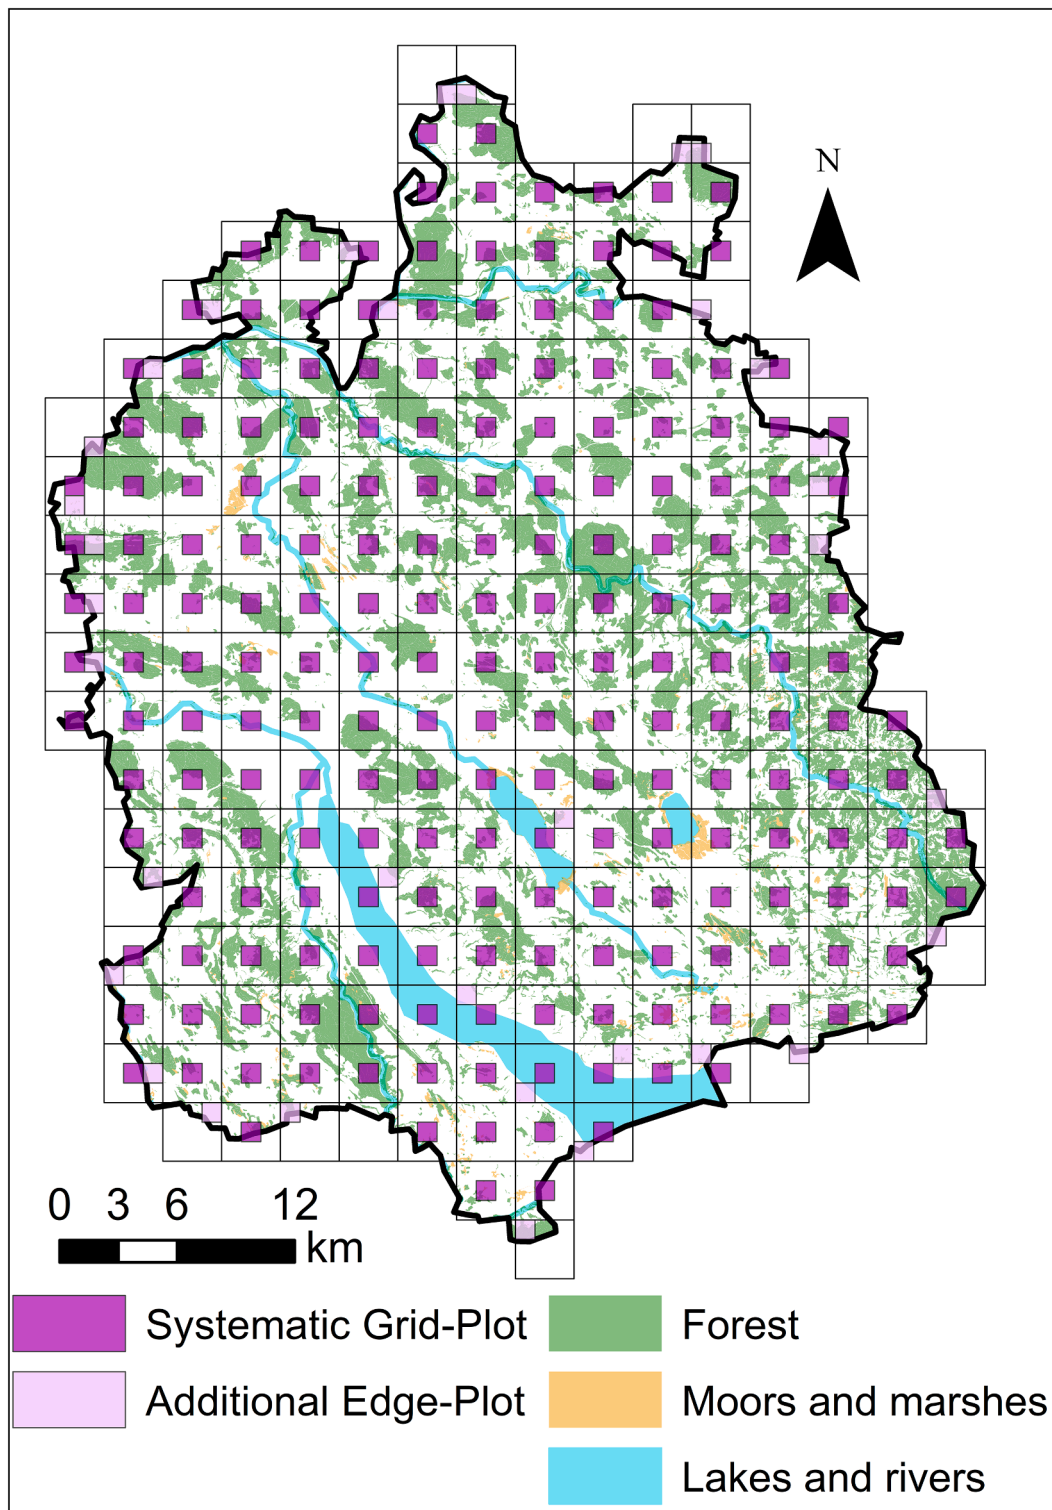 N
0 3 6 12
km
Systematic Grid-Plot
Forest
Additional Edge-Plot
Moors and marshes
Lakes and rivers